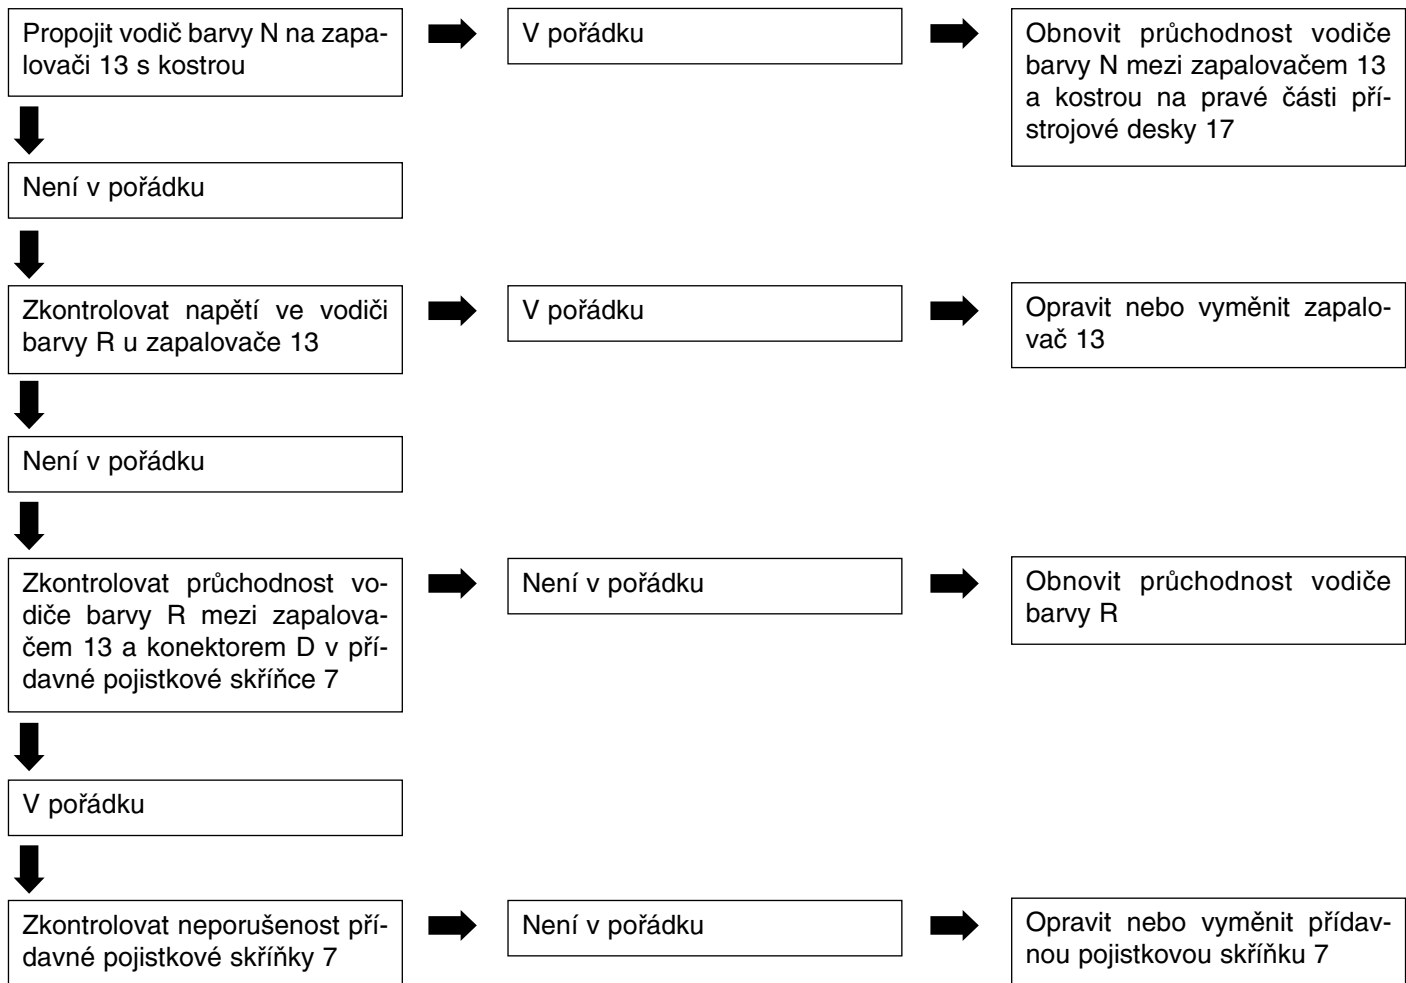 Propojit vodič barvy N na zapa-
lovači 13 s kostrou
V pořádku
Obnovit průchodnost vodiče
barvy N mezi zapalovačem 13
a kostrou na pravé části pří-
strojové desky 17
Není v pořádku
Zkontrolovat napětí ve vodiči
barvy R u zapalovače 13
V pořádku
Opravit nebo vyměnit zapalo-
vač 13
Není v pořádku
Zkontrolovat průchodnost vo-
diče barvy R mezi zapalova-
čem 13 a konektorem D v pří-
davné pojistkové skříňce 7
Není v pořádku
Obnovit průchodnost vodiče
barvy R
V pořádku
Zkontrolovat neporušenost pří-
davné pojistkové skříňky 7
Není v pořádku
Opravit nebo vyměnit přídav-
nou pojistkovou skříňku 7